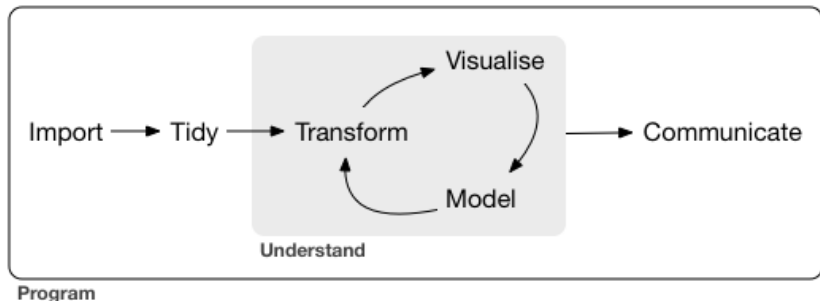 Visualise
Import Tidy Transform Communicate
Model
Understand
Program